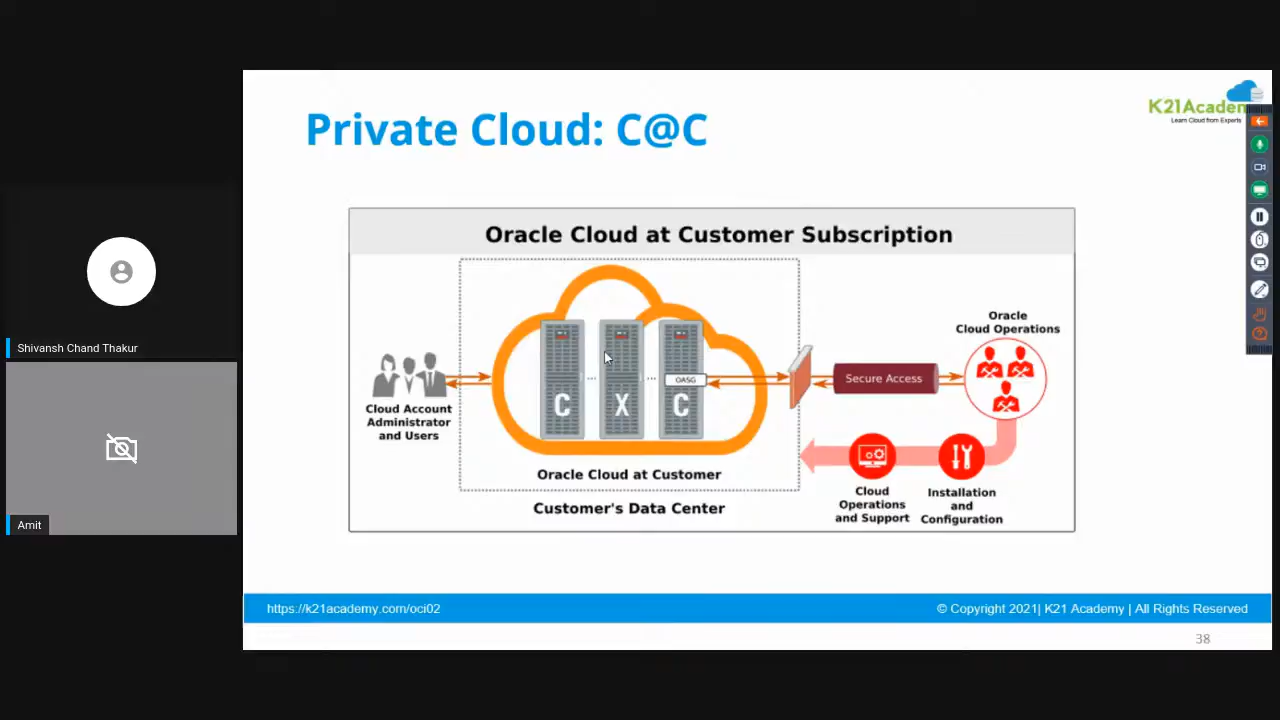 Private Cloud: C@C
K21Academ
Learn Cloud from Experts
Oracle Cloud at Customer Subscription
Cloud Account
Administrator
and Users
C
X
C
OASG
Oracle Cloud at Customer
Customer's Data Center
Secure Access
Oracle
Cloud Operations
Cloud
Operations
and Support
Installation
and
Configuration
https://k21academy.com/oci02
© Copyright 2021| K21 Academy | All Rights Reserved
38
Shivansh Chand Thakur
Amit